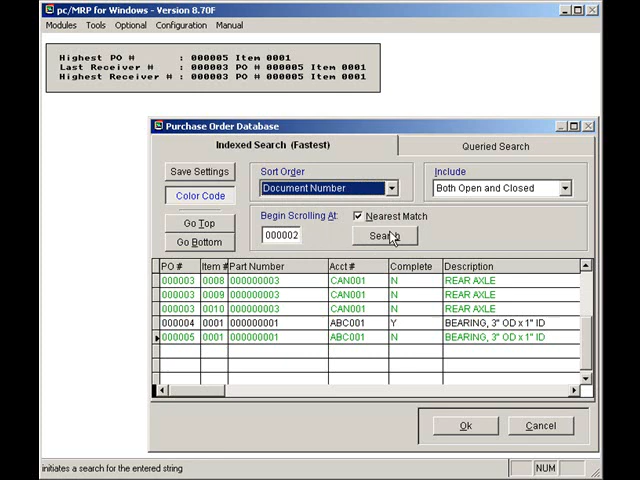 pc/MRP for Windows - Version 8.70F
Modules Tools Optional Configuration Manual
Highest PO # : 000005 Item 0001
Last Receiver # : 000003 PO # 000005 Item 0001
Highest Receiver # : 000003 PO # 000005 Item 0001
Purchase Order Database
Indexed Search (Fastest) Queried Search
Save Settings Sort Order Include
Color Code Document Number Both Open and Closed
Go Top Begin Scrolling At: Nearest Match
Go Bottom 000002 Search
PO # Item # Part Number Acct # Complete Description
000003 0008 000000003 CAN001 N REAR AXLE
000003 0009 000000003 CAN001 N REAR AXLE
000003 0010 000000003 CAN001 N REAR AXLE
000004 0001 000000001 ABC001 Y BEARING, 3" OD x 1" ID
000005 0001 000000001 ABC001 N BEARING, 3" OD x 1" ID
Ok Cancel
initiates a search for the entered string NUM